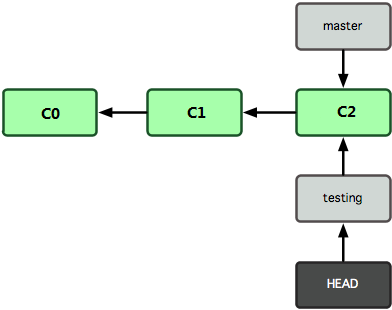 master
C0
C1
C2
testing
HEAD